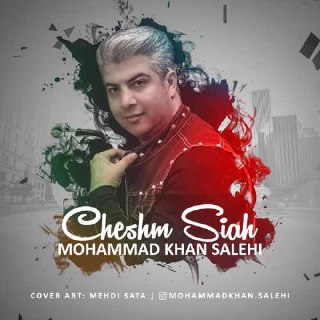 Cheshm Siah
MOHAMMAD KHAN SALEHI
COVER ART: MEHDI SATA | MOHAMMADKHAN.SALEHI